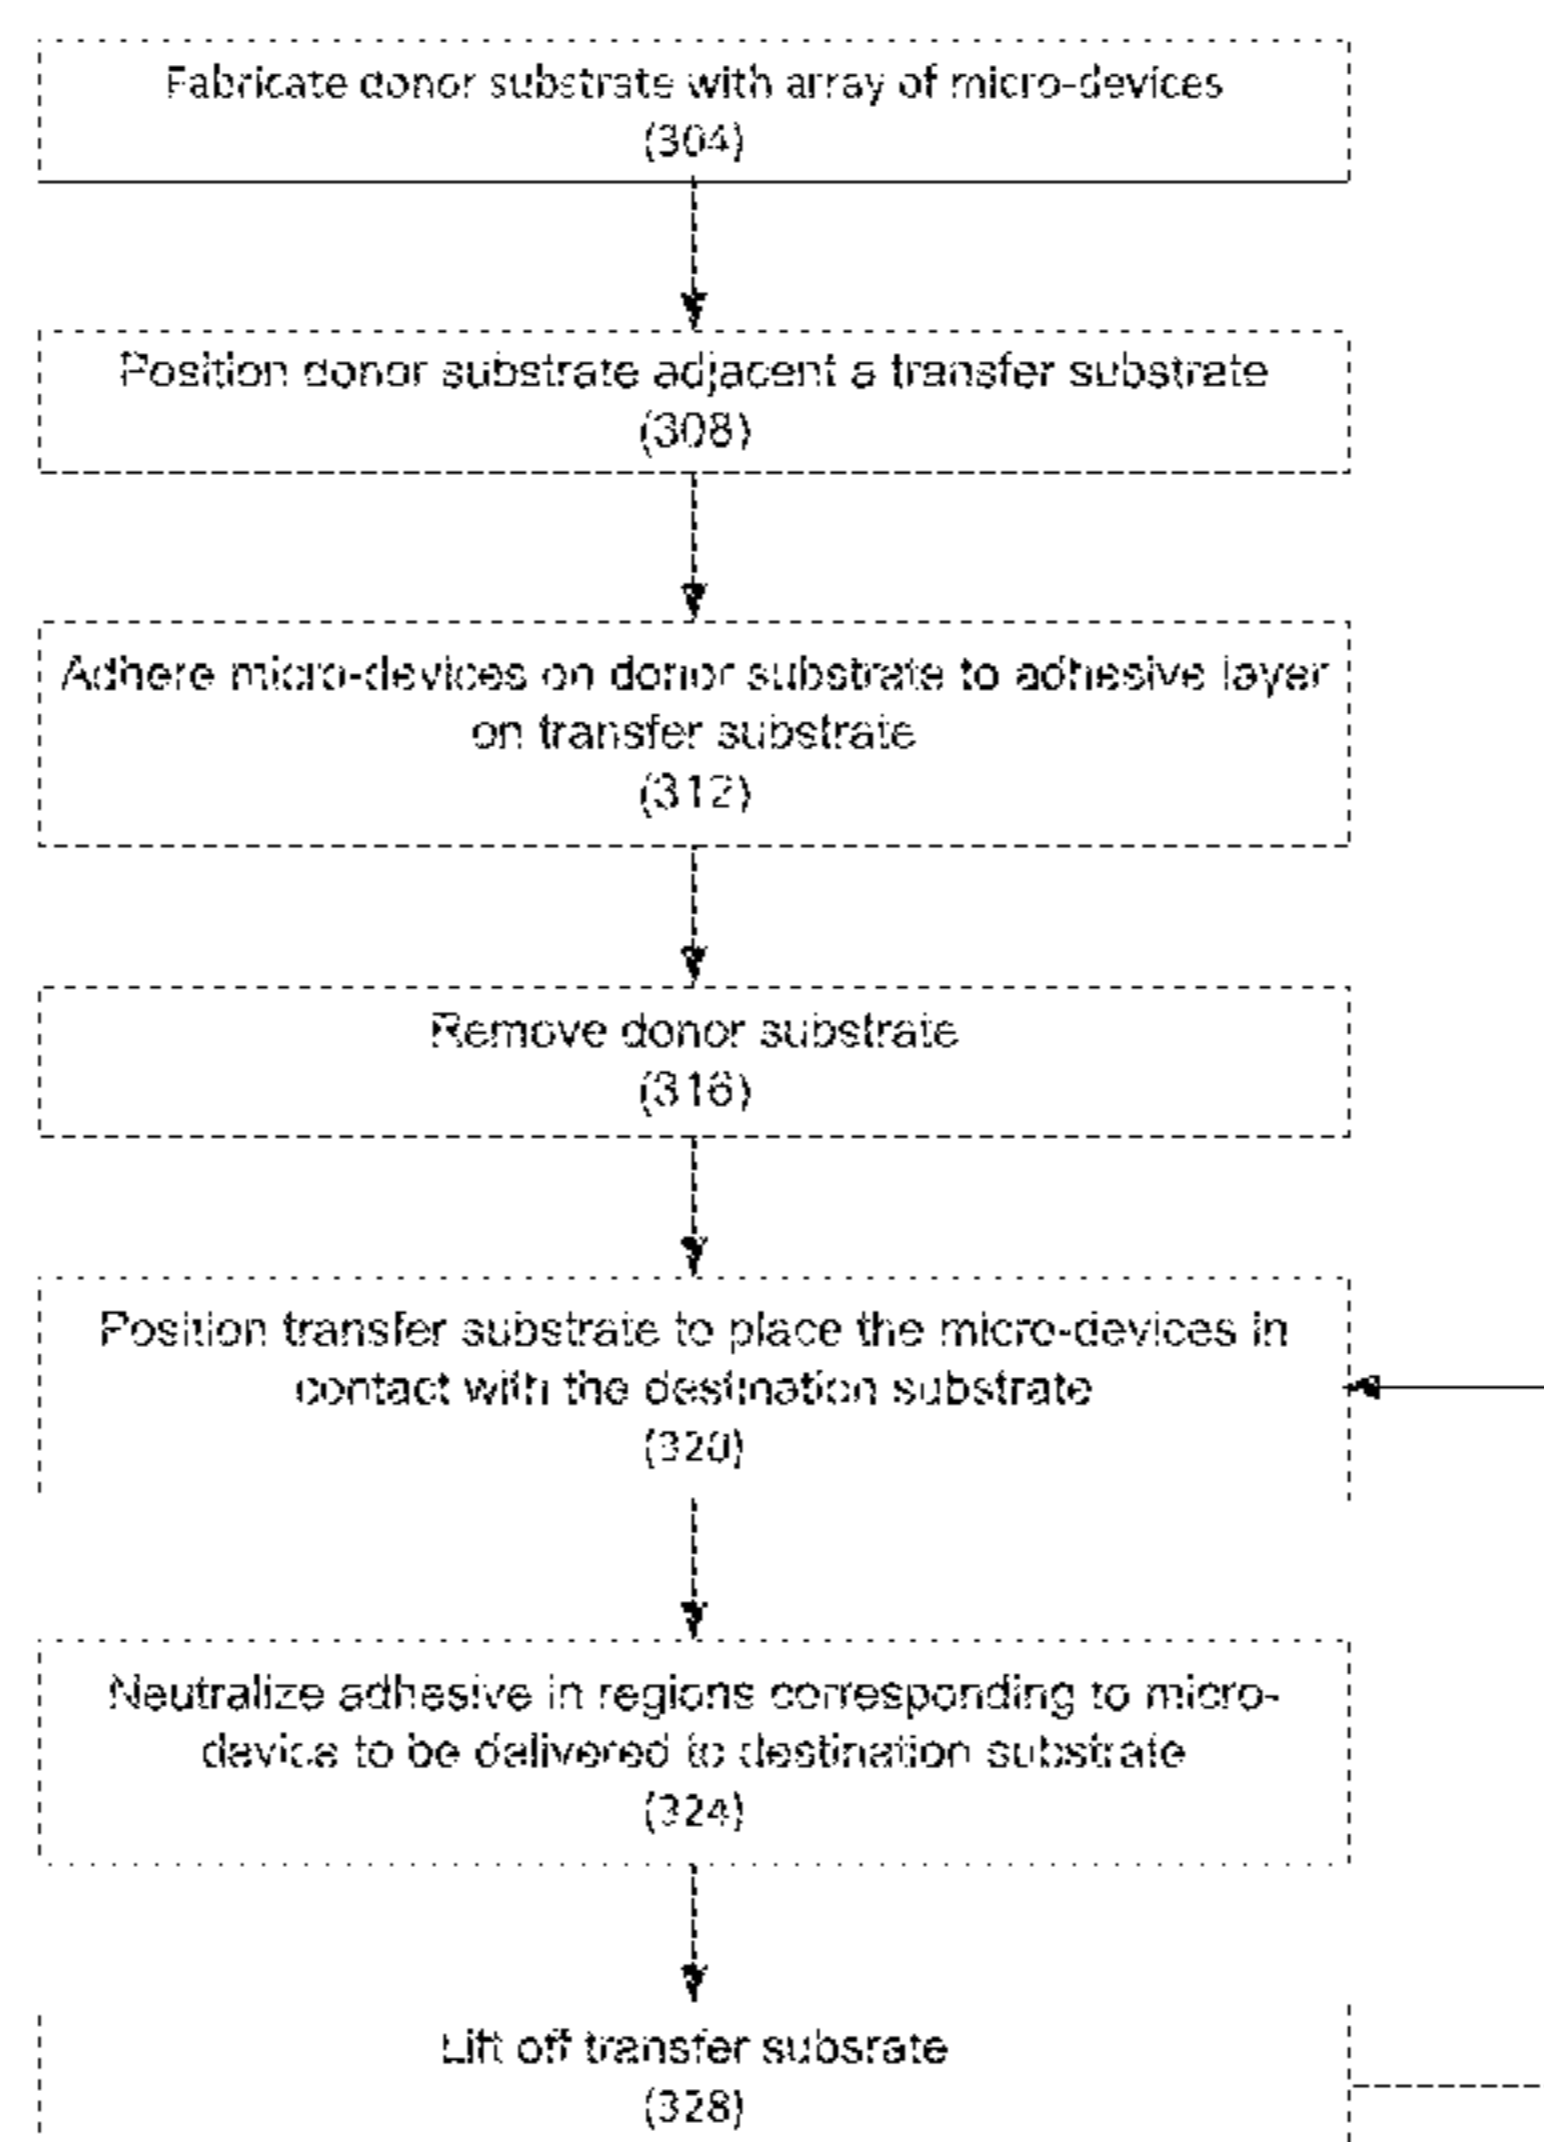 Fabricate donor substrate with array of micro-devices
(304)
Position donor substrate adjacent a transfer substrate
(308)
Adhere micro-devices on donor substrate to adhesive layer
on transfer substrate
(312)
Remove donor substrate
(316)
Position transfer substrate to place the micro-devices in
contact with the destination substrate
(320)
Neutralize adhesive in regions corresponding to micro-
device to be delivered to destination substrate
(324)
Lift off transfer subsrate
(328)